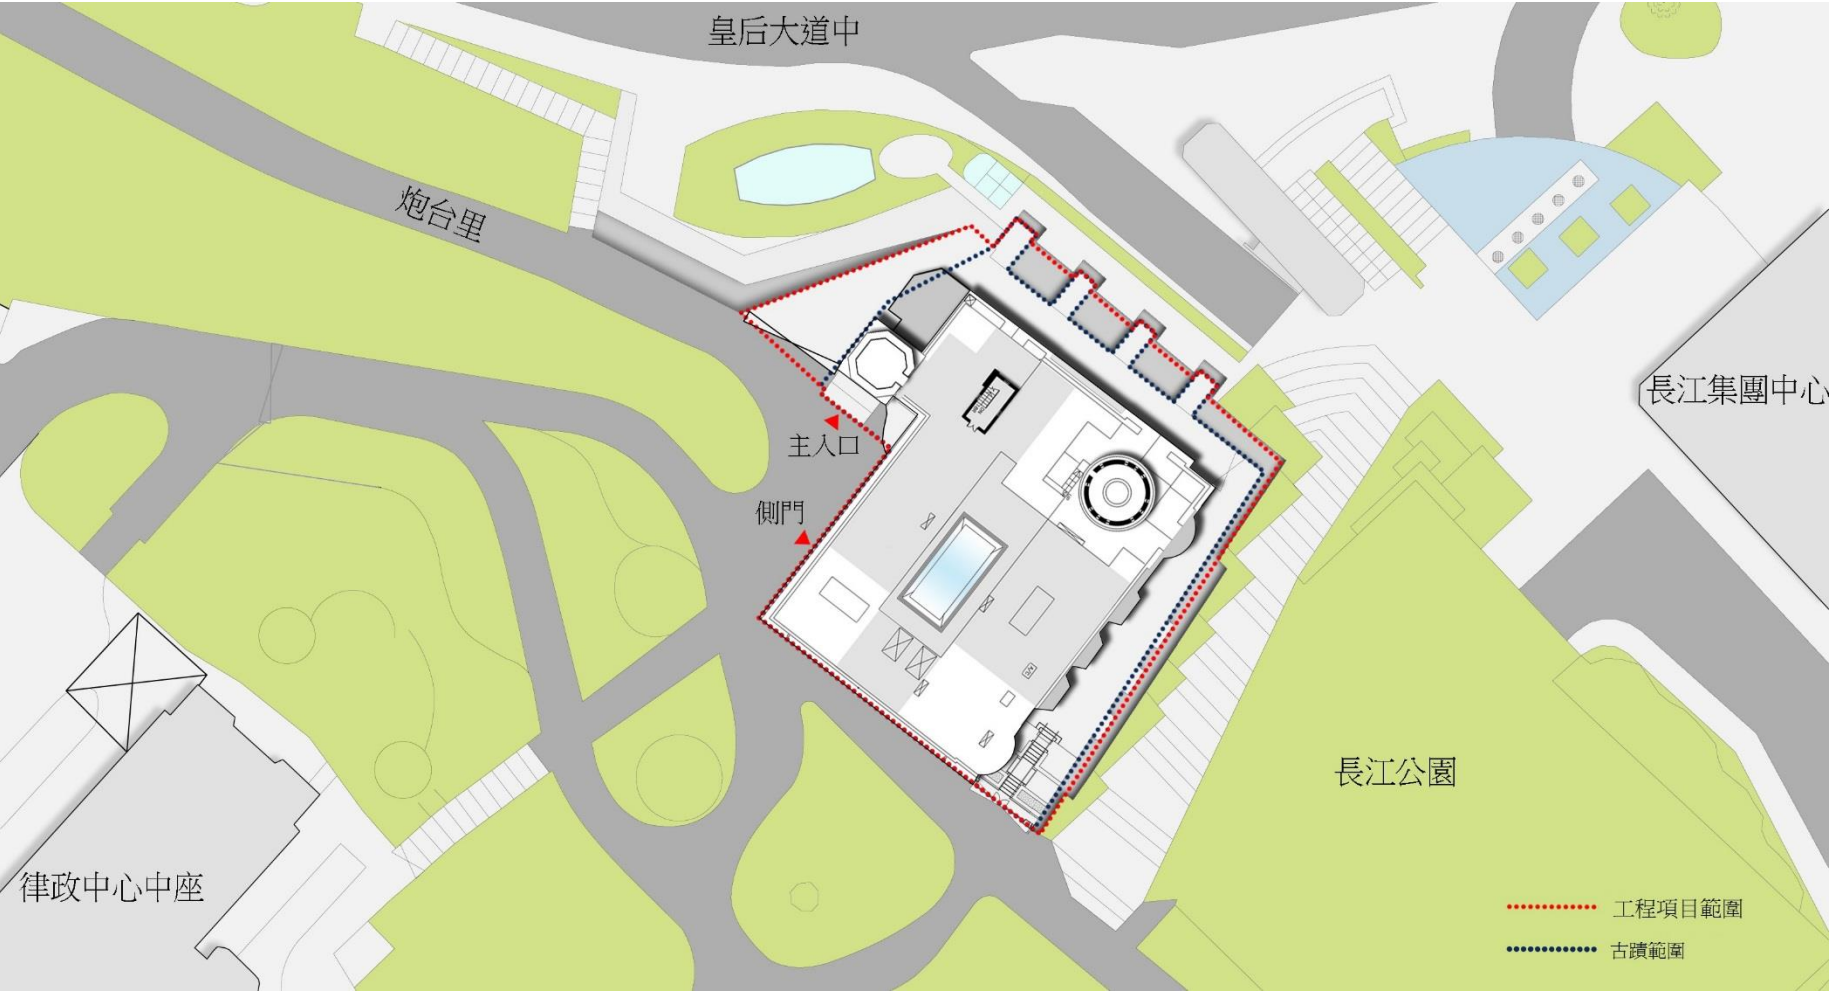 皇后大道中
炮台里
長江集團中心
主入口
側門
長江公園
律政中心中座
工程項目範圍
古蹟範圍